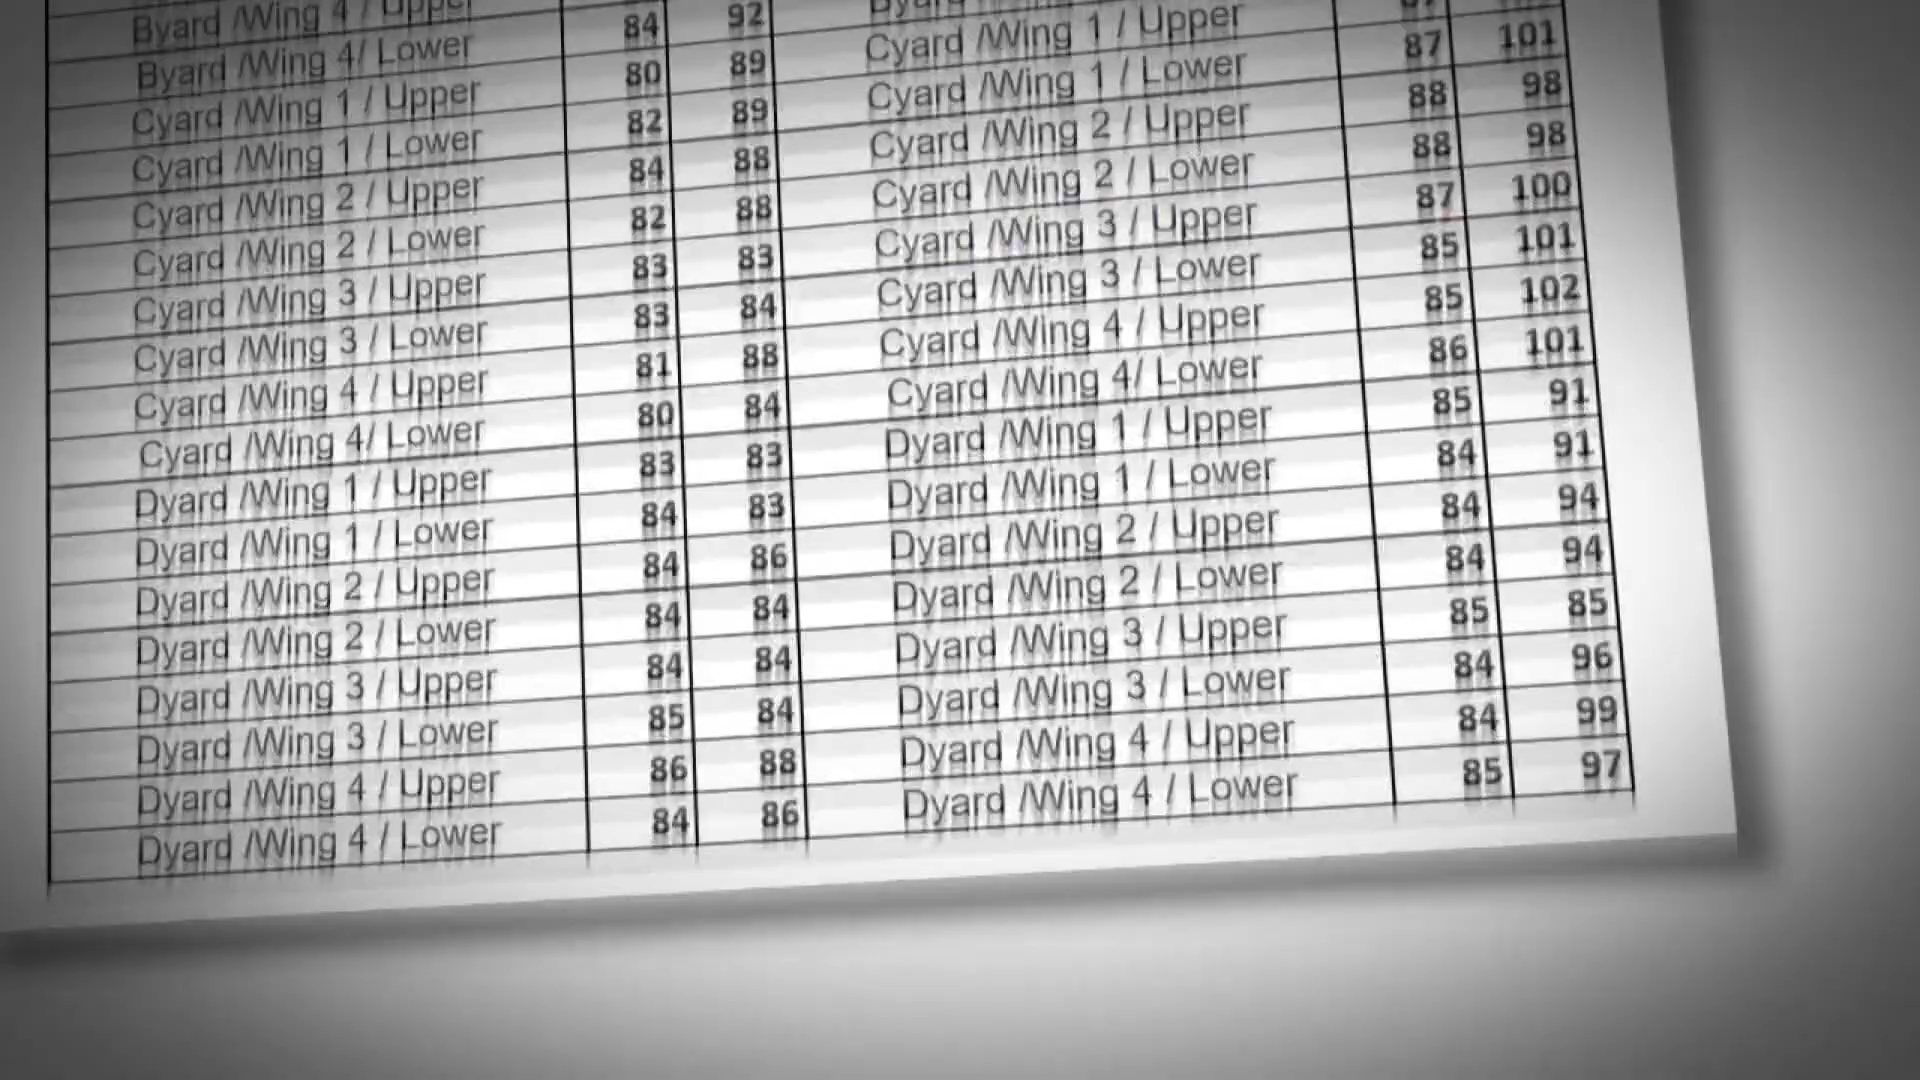 Byard /Wing 4 / Upper
Byard /Wing 4/ Lower 84 92
Cyard /Wing 1 / Upper 80 89 Cyard /Wing 1 / Upper
Cyard /Wing 1 / Lower 82 89 Cyard /Wing 1 / Lower 87 101
Cyard /Wing 2 / Upper 84 88 Cyard /Wing 2 / Upper 88 98
Cyard /Wing 2 / Lower 82 88 Cyard /Wing 2 / Lower 88 98
Cyard /Wing 3 / Upper 83 83 Cyard /Wing 3 / Upper 87 100
Cyard /Wing 3 / Lower 83 84 Cyard /Wing 3 / Lower 85 101
Cyard /Wing 4 / Upper 81 88 Cyard /Wing 4 / Upper 85 102
Cyard /Wing 4/ Lower 80 84 Cyard /Wing 4/ Lower 86 101
Dyard /Wing 1 / Upper 83 83 Dyard /Wing 1 / Upper 85 91
Dyard /Wing 1 / Lower 84 83 Dyard /Wing 1 / Lower 84 91
Dyard /Wing 2 / Upper 84 86 Dyard /Wing 2 / Upper 84 94
Dyard /Wing 2 / Lower 84 84 Dyard /Wing 2 / Lower 84 94
Dyard /Wing 3 / Upper 84 84 Dyard /Wing 3 / Upper 85 85
Dyard /Wing 3 / Lower 85 84 Dyard /Wing 3 / Lower 84 96
Dyard /Wing 4 / Upper 86 88 Dyard /Wing 4 / Upper 84 99
Dyard /Wing 4 / Lower 84 86 Dyard /Wing 4 / Lower 85 97